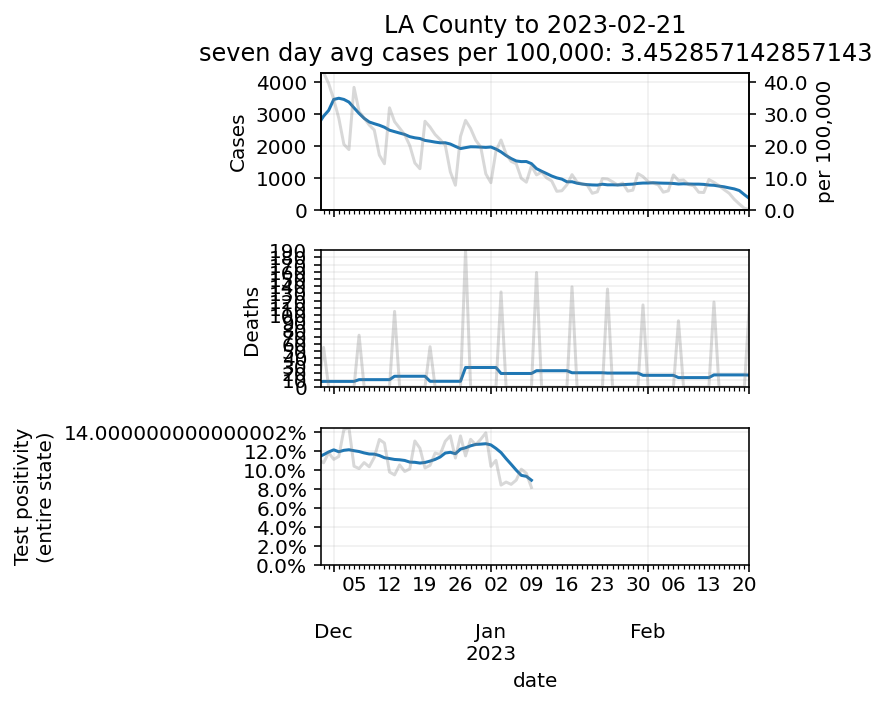 LA County to 2023-02-21
seven day avg cases per 100,000: 3.452857142857143
4000
3000
2000
1000
0
Cases
40.0
30.0
20.0
10.0
0.0
per 100,000
190
0
Deaths
14.000000000000002%
12.0%
10.0%
8.0%
6.0%
4.0%
2.0%
0.0%
Test positivity
(entire state)
05 12 19 26 02 09 16 23 30 06 13 20
Dec Jan Feb
2023
date